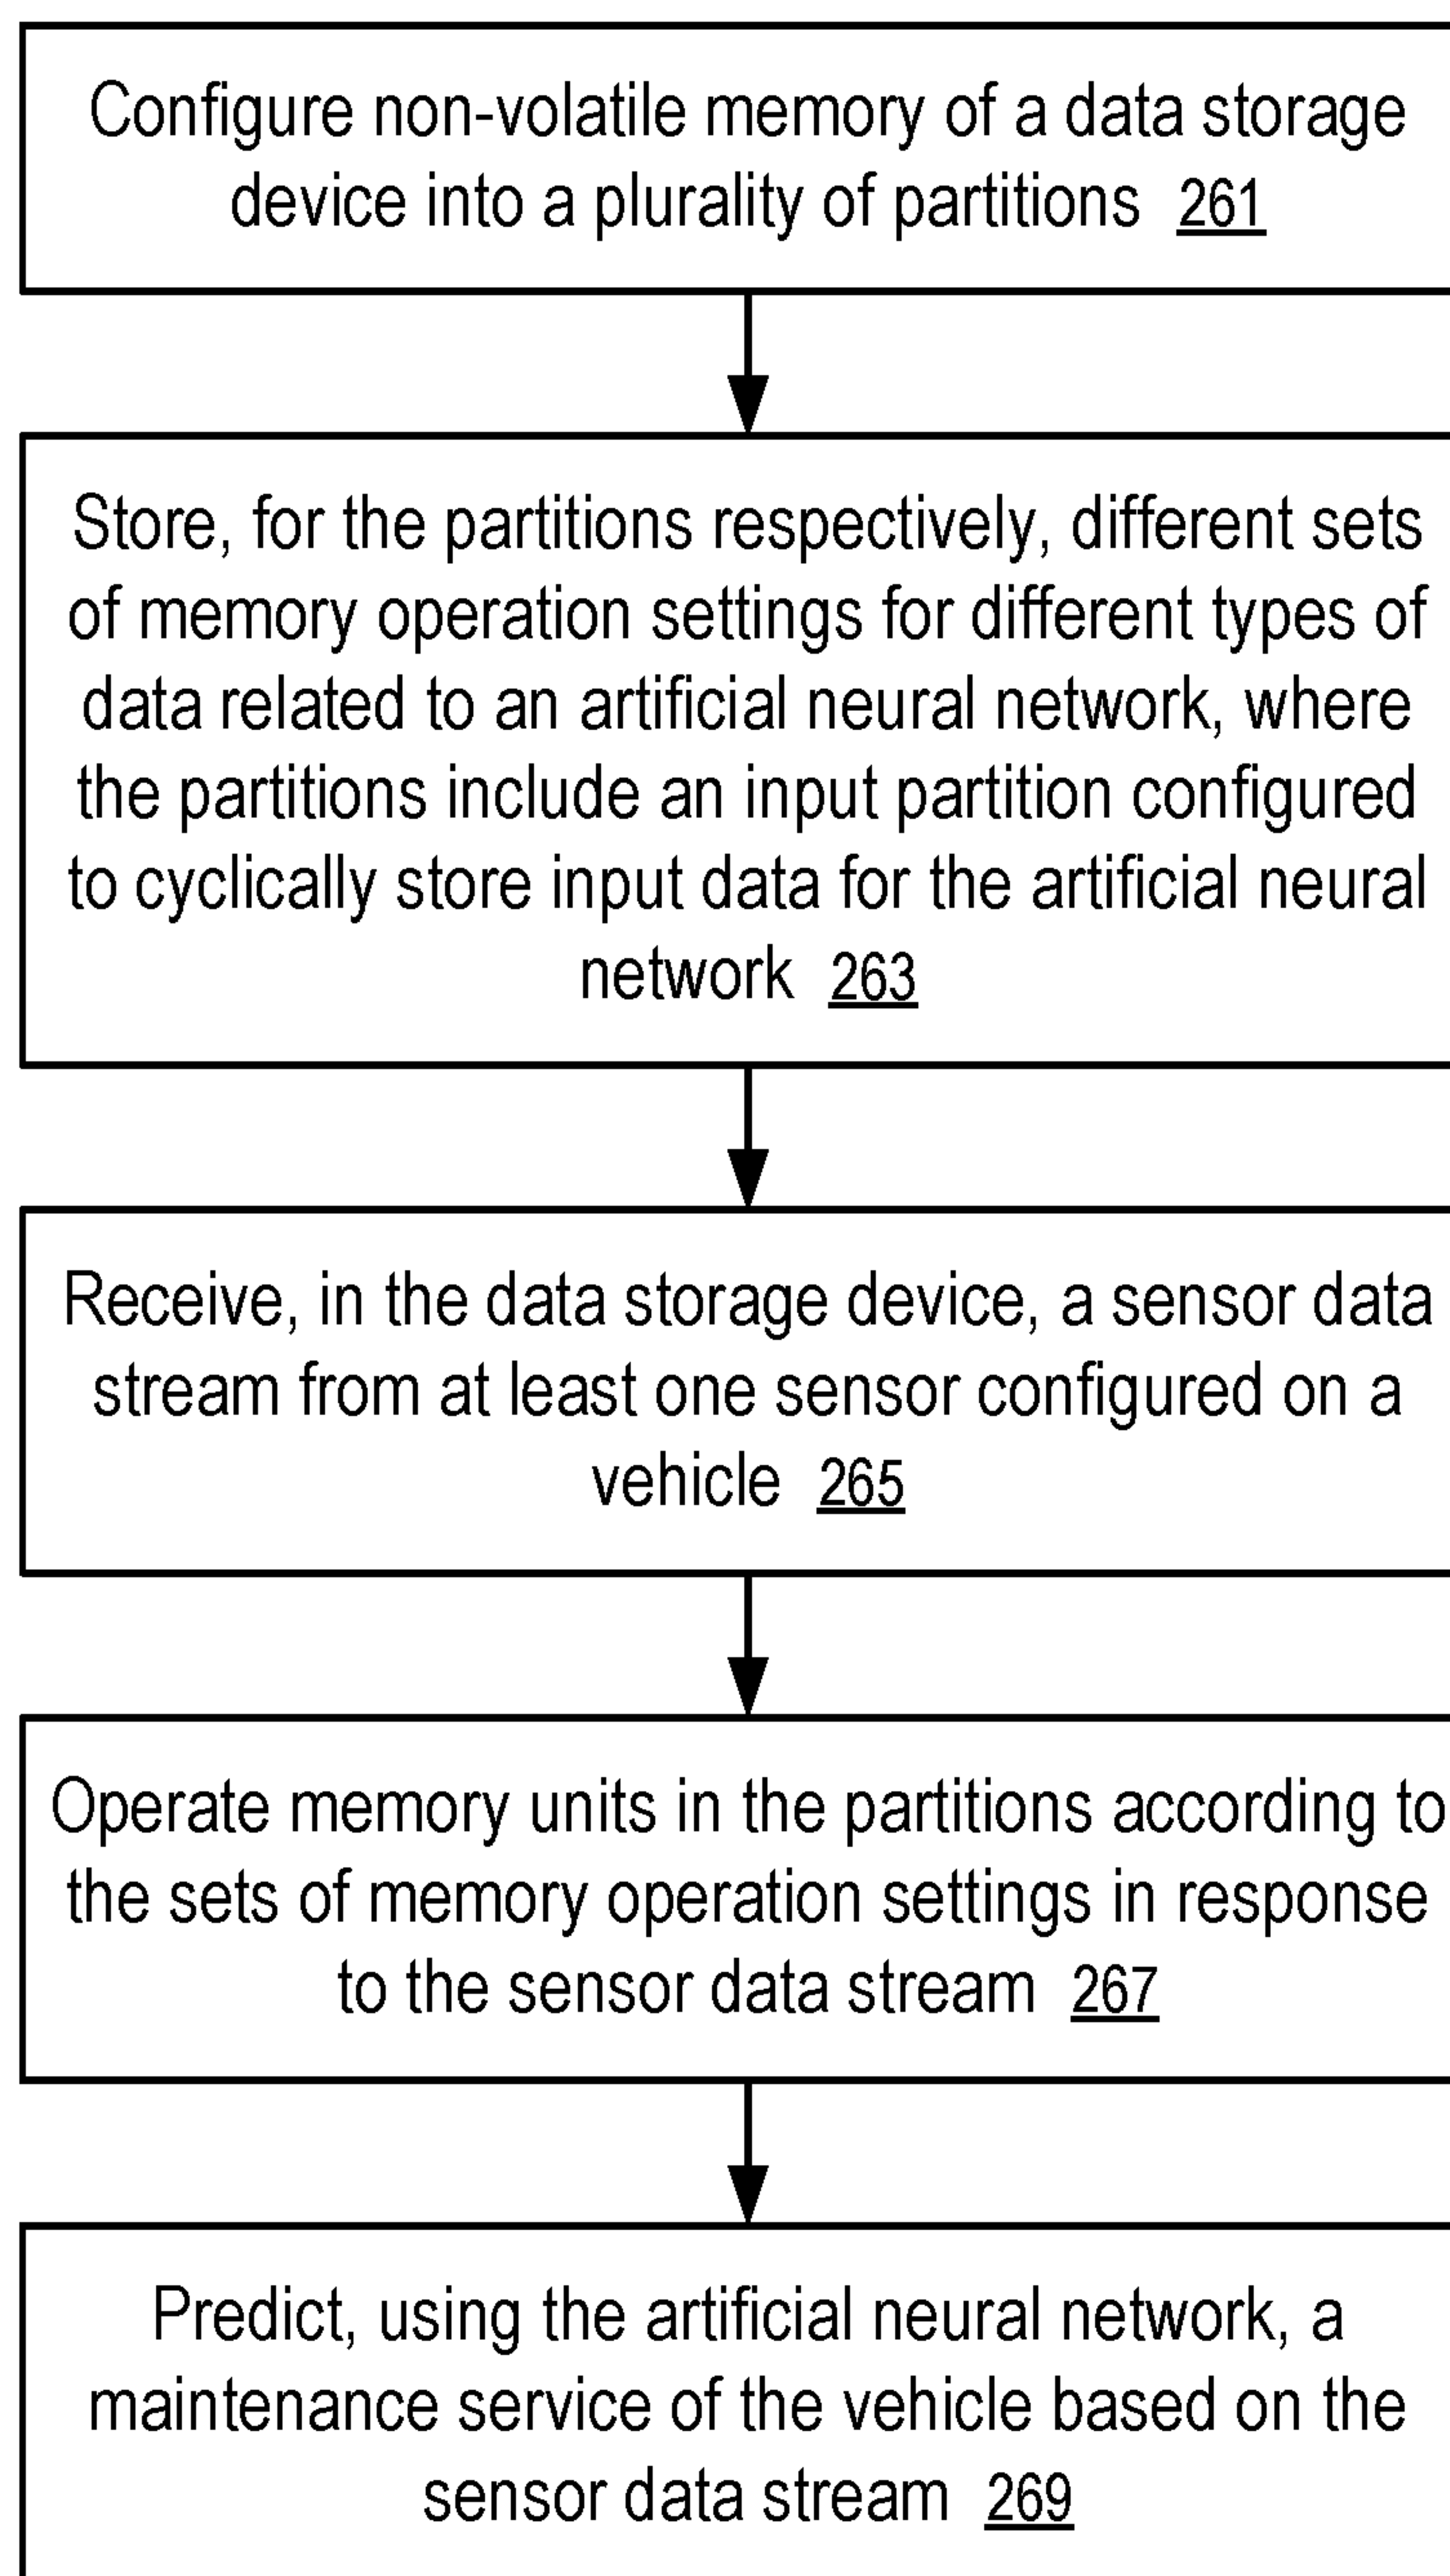 Configure non-volatile memory of a data storage
device into a plurality of partitions 261
Store, for the partitions respectively, different sets
of memory operation settings for different types of
data related to an artificial neural network, where
the partitions include an input partition configured
to cyclically store input data for the artificial neural
network 263
Receive, in the data storage device, a sensor data
stream from at least one sensor configured on a
vehicle 265
Operate memory units in the partitions according to
the sets of memory operation settings in response
to the sensor data stream 267
Predict, using the artificial neural network, a
maintenance service of the vehicle based on the
sensor data stream 269